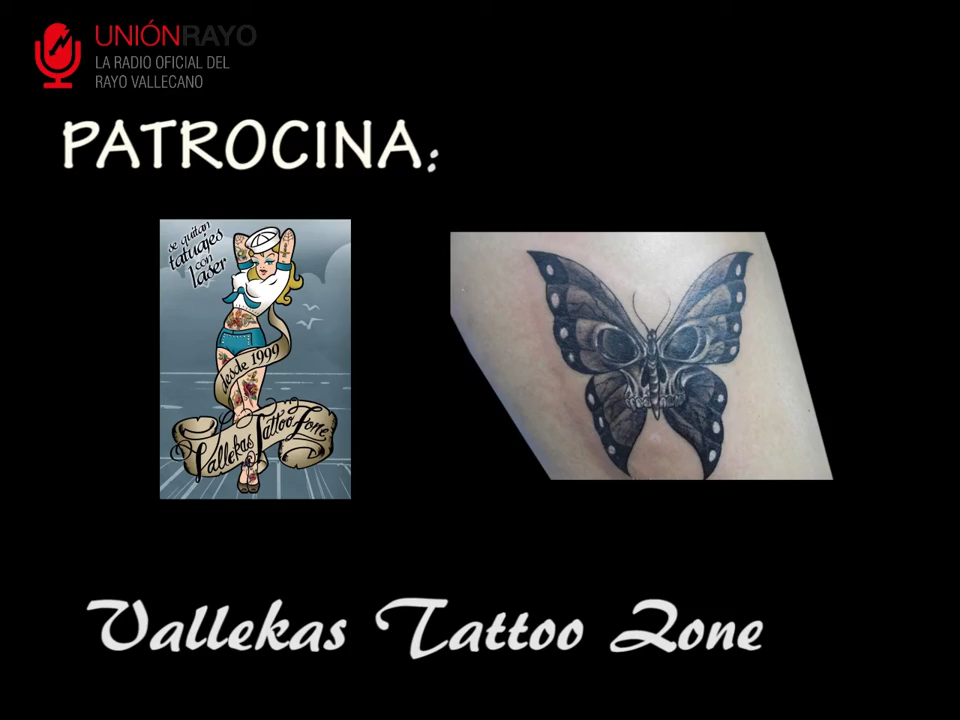 UNIÓNRAYO
LA RADIO OFICIAL DEL
RAYO VALLECANO
PATROCINA:
se quitan
tatuajes
con
laser
desde 1999
Vallekas Tattoo Zone
Vallekas Tattoo Zone